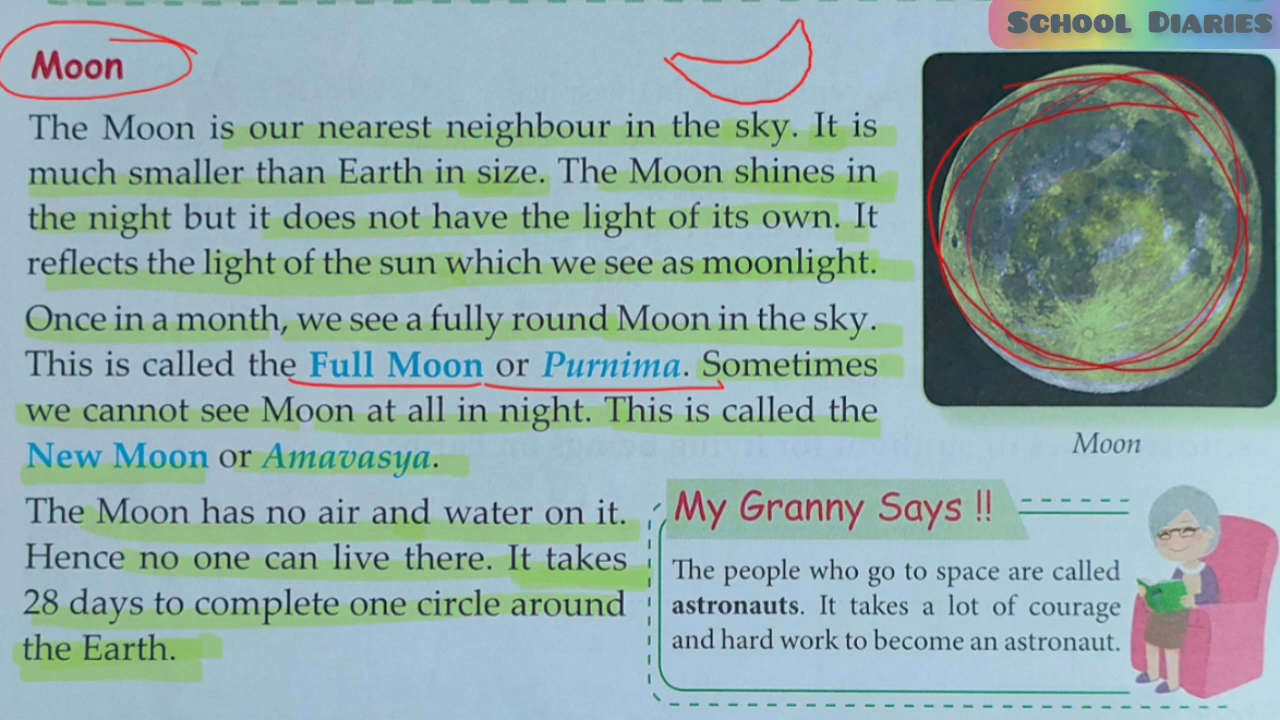 SCHOOL DIARIES
Moon
The Moon is our nearest neighbour in the sky. It is
much smaller than Earth in size. The Moon shines in
the night but it does not have the light of its own. It
reflects the light of the sun which we see as moonlight.
Once in a month, we see a fully round Moon in the sky.
This is called the Full Moon or Purnima. Sometimes
we cannot see Moon at all in night. This is called the
New Moon or Amavasya.
The Moon has no air and water on it.
Hence no one can live there. It takes
28 days to complete one circle around
the Earth.
Moon
My Granny Says !!
The people who go to space are called
astronauts. It takes a lot of courage
and hard work to become an astronaut.